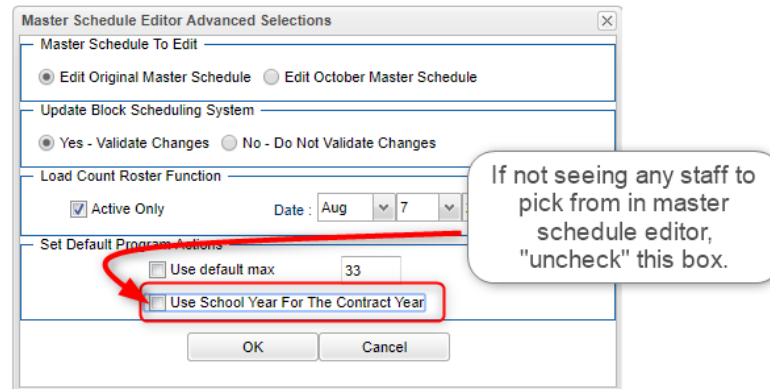 Master Schedule Editor Advanced Selections
Master Schedule To Edit
Edit Original Master Schedule Edit October Master Schedule
Update Block Scheduling System
Yes - Validate Changes No - Do Not Validate Changes
Load Count Roster Function
Active Only Date : Aug 7
Set Default Program Actions
Use default max 33
Use School Year For The Contract Year
OK Cancel
If not seeing any staff to
pick from in master
schedule editor,
"uncheck" this box.